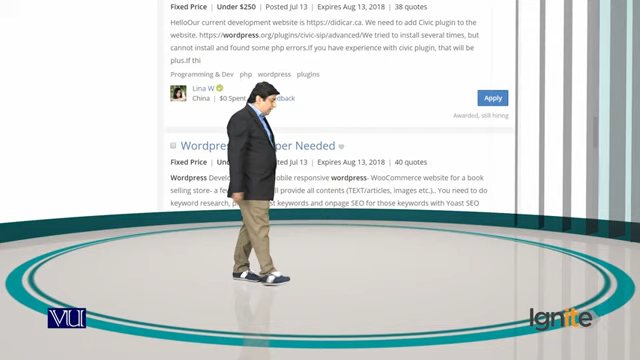 Fixed Price | Under $250 | Posted Jul 13 | Expires Aug 13, 2018 | 38 quotes
HelloOur current development website is https://didicar.ca. We need to add Civic plugin to the
website. https://wordpress.org/plugins/civic-sip/advanced/We tried to install several times, but
cannot install and found some php errors.If you have experience with civic plugin, that will be
plus.If thi
Programming & Dev php wordpress plugins
Lina W
China | $0 Spent
Apply
Awarded, still hiring
Wordpress per Needed
Fixed Price | Und sted Jul 13 | Expires Aug 13, 2018 | 40 quotes
Wordpress Develo obile responsive wordpress- WooCommerce website for a book
selling store- a few ll provide all contents (TEXT/articles, images etc.).. You need to do
keyword research, p st keywords and onpage SEO for those keywords with Yoast SEO
VU
Ignite